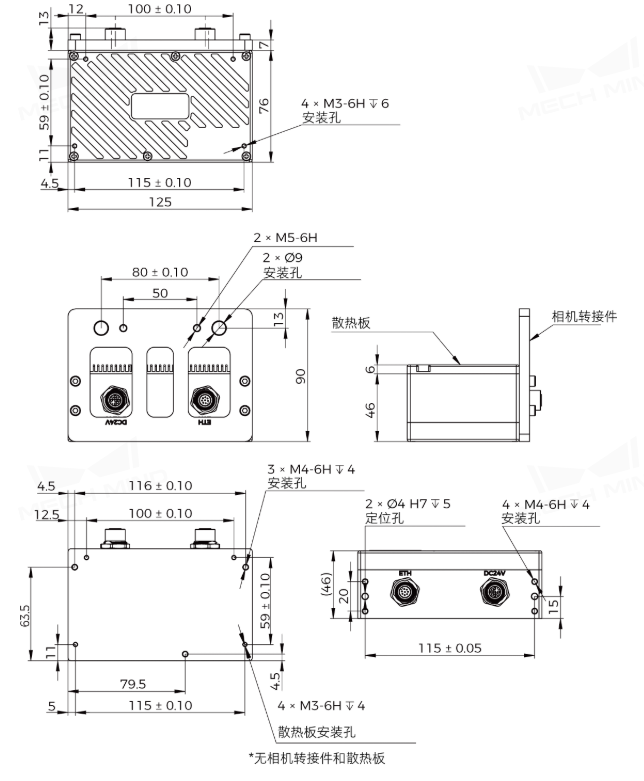 13
12
100 ± 0.10
7
59 ± 0.10
76
4 × M3-6H ↧ 6
安装孔
11
4.5
115 ± 0.10
125
2 × M5-6H
2 × Ø9
安装孔
80 ± 0.10
50
13
90
DC24V
ETH
散热板
相机转接件
6
46
3 × M4-6H ↧ 4
安装孔
4.5
116 ± 0.10
12.5
100 ± 0.10
63.5
59 ± 0.10
11
4.5
79.5
5
115 ± 0.10
4 × M3-6H ↧ 4
散热板安装孔
2 × Ø4 H7 ↧ 5
定位孔
4 × M4-6H ↧ 4
安装孔
(46)
20
ETH
DC24V
15
115 ± 0.05
*无相机转接件和散热板
MECH MIND